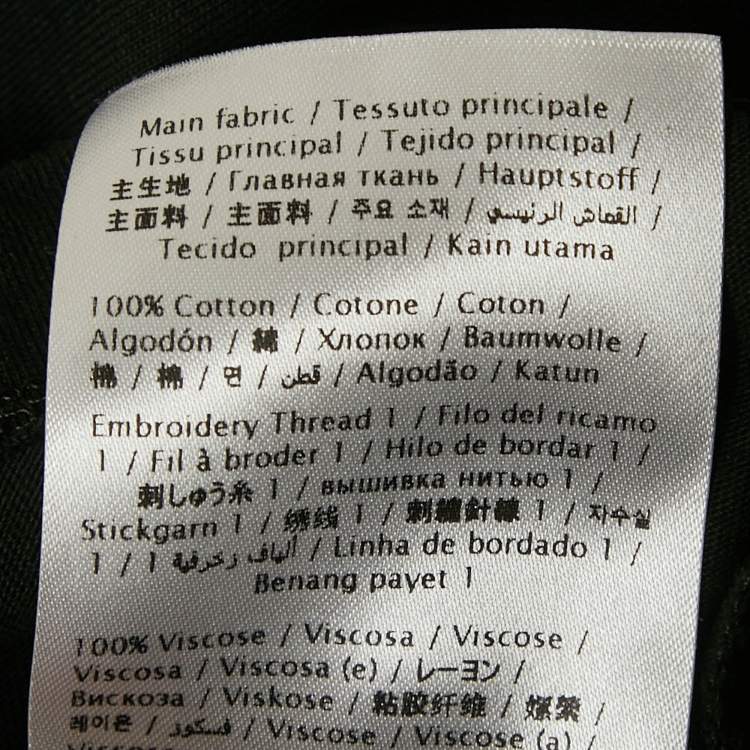 Main fabric / Tessuto principale /
Tissu principal / Tejido principal /
主生地 / Главная ткань / Hauptstoff /
主面料 / 主面料 / 주요 소재 / القماش الرئيسي /
Tecido principal / Kain utama
100% Cotton / Cotone / Coton /
Algodón / 綿 / Хлопок / Baumwolle /
棉 / 棉 / 면 / قطن / Algodão / Katun
Embroidery Thread 1 / Filo del ricamo
1 / Fil à broder 1 / Hilo de bordar 1 /
刺しゅう糸 1 / вышивка нитью 1 /
Stickgarn 1 / 绣线 1 / 刺繡針線 1 / 자수실
1 / 1 ألياف زخرفية / Linha de bordado 1 /
Benang payet 1
100% Viscose / Viscosa / Viscose /
Viscosa / Viscosa (e) / レーヨン /
Вискоза / Viskose / 粘胶纤维 / 嫘縈 /
레이온 / فسكوز / Viscose / Viscose (a) /